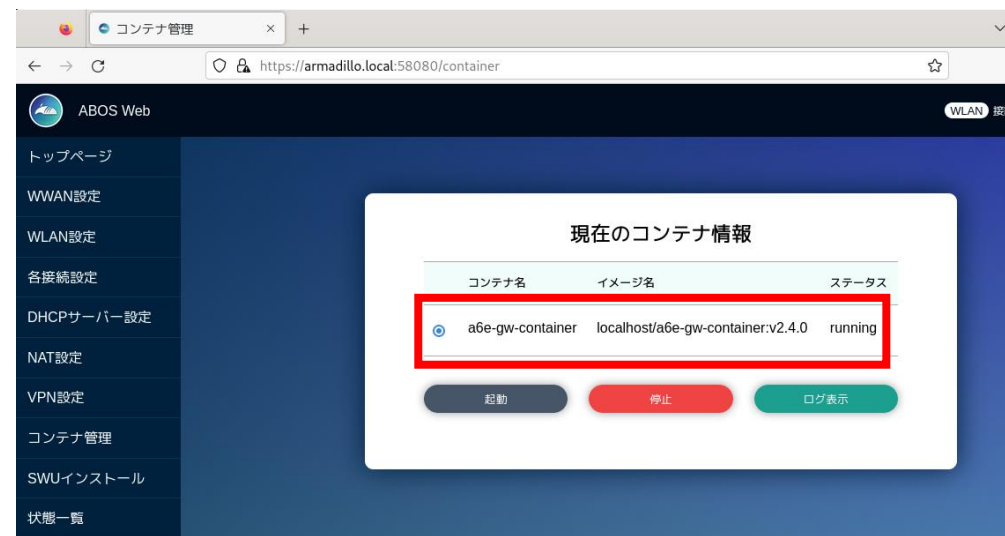 コンテナ管理
https://armadillo.local:58080/container
ABOS Web
WLAN 接
トップページ
WWAN設定
WLAN設定
各接続設定
DHCPサーバー設定
NAT設定
VPN設定
コンテナ管理
SWUインストール
状態一覧
現在のコンテナ情報
コンテナ名 イメージ名 ステータス
a6e-gw-container localhost/a6e-gw-container:v2.4.0 running
起動 停止 ログ表示